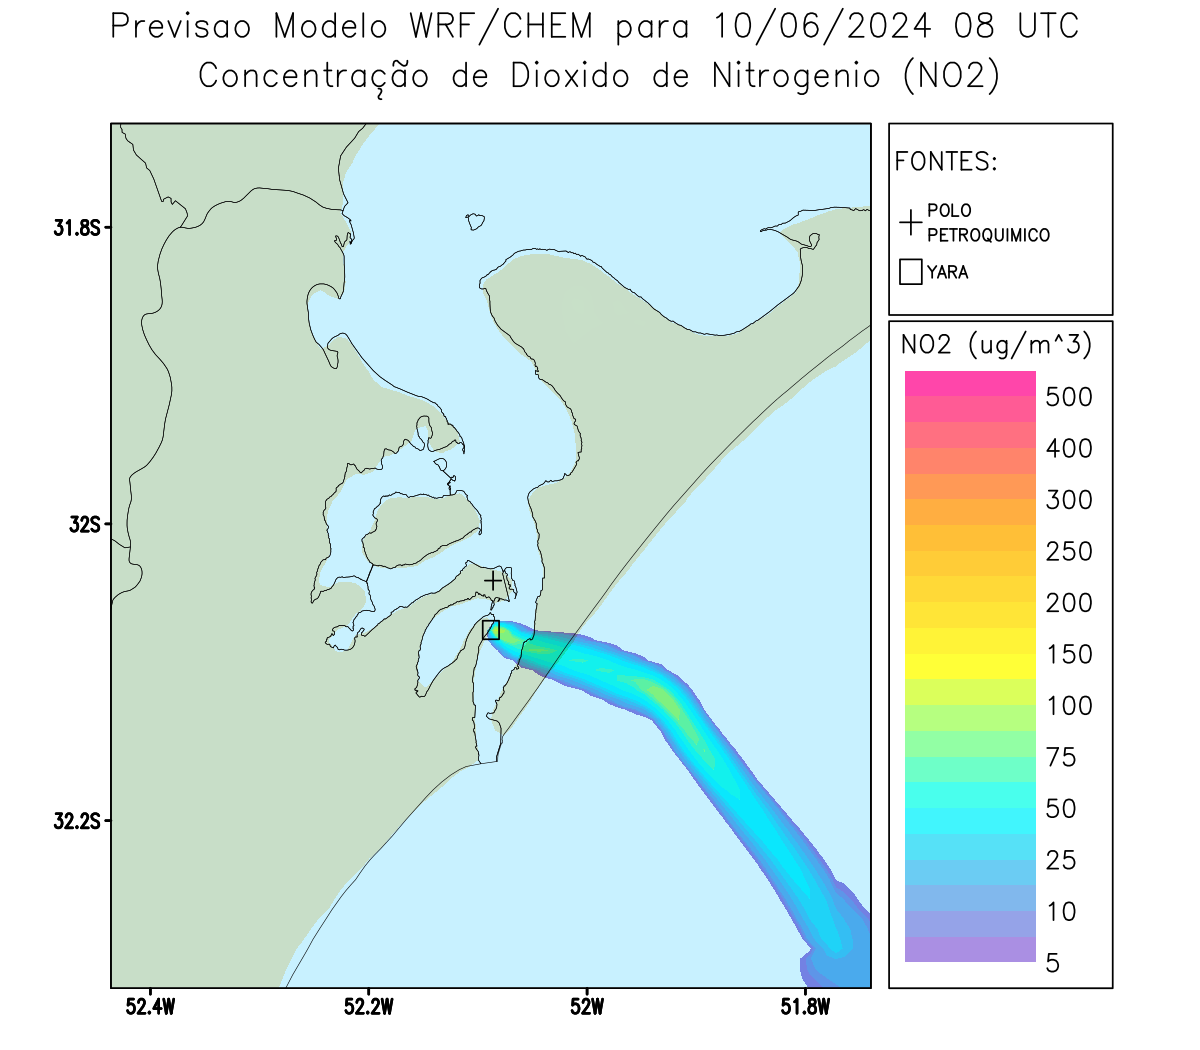 Previsao Modelo WRF/CHEM para 10/06/2024 08 UTC
Concentração de Dioxido de Nitrogenio (NO2)
FONTES:
POLO
PETROQUIMICO
YARA
NO2 (ug/m^3)
500
400
300
250
200
150
100
75
50
25
10
5
31.8S
32S
32.2S
52.4W
52.2W
52W
51.8W